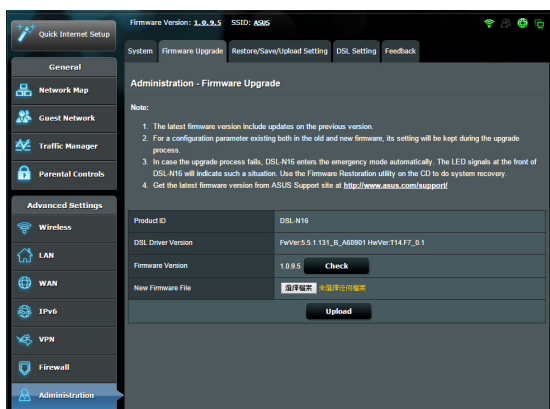 Quick Internet Setup
General
Network Map
Guest Network
Traffic Manager
Parental Controls
Advanced Settings
Wireless
LAN
WAN
IPv6
VPN
Firewall
Administration
Firmware Version: 1.0.9.5 SSID: ASUS
System Firmware Upgrade Restore/Save/Upload Setting DSL Setting Feedback
Administration - Firmware Upgrade
Note:
1. The latest firmware version include updates on the previous version.
2. For a configuration parameter existing both in the old and new firmware, its setting will be kept during the upgrade
process.
3. In case the upgrade process fails, DSL-N16 enters the emergency mode automatically. The LED signals at the front of
DSL-N16 will indicate such a situation. Use the Firmware Restoration utility on the CD to do system recovery.
4. Get the latest firmware version from ASUS Support site at http://www.asus.com/support/
Product ID DSL-N16
DSL Driver Version FwVer:5.5.1.131_B_A60901 HwVer:T14.F7_0.1
Firmware Version 1.0.9.5 Check
New Firmware File 選擇檔案 未選擇任何檔案
Upload